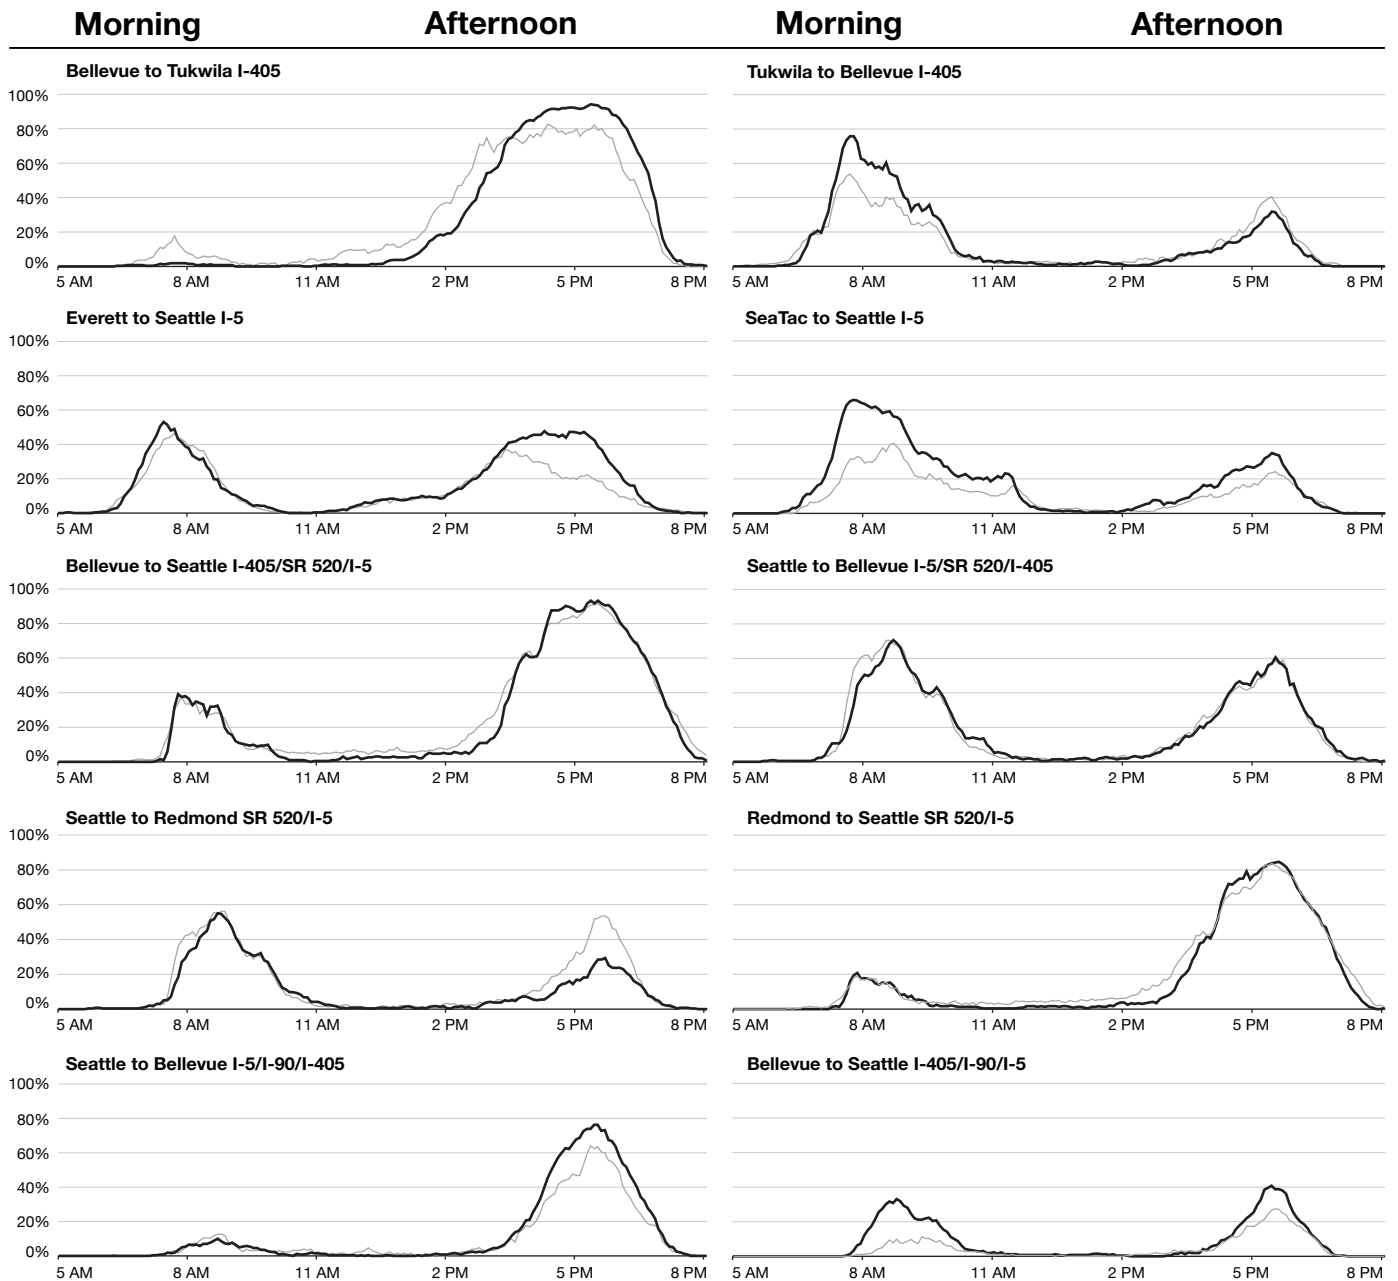 Morning Afternoon Morning Afternoon
Bellevue to Tukwila I-405 Tukwila to Bellevue I-405
100%
80%
60%
40%
20%
0%
5 AM 8 AM 11 AM 2 PM 5 PM 8 PM 5 AM 8 AM 11 AM 2 PM 5 PM 8 PM
Everett to Seattle I-5 SeaTac to Seattle I-5
100%
80%
60%
40%
20%
0%
5 AM 8 AM 11 AM 2 PM 5 PM 8 PM 5 AM 8 AM 11 AM 2 PM 5 PM 8 PM
Bellevue to Seattle I-405/SR 520/I-5 Seattle to Bellevue I-5/SR 520/I-405
100%
80%
60%
40%
20%
0%
5 AM 8 AM 11 AM 2 PM 5 PM 8 PM 5 AM 8 AM 11 AM 2 PM 5 PM 8 PM
Seattle to Redmond SR 520/I-5 Redmond to Seattle SR 520/I-5
100%
80%
60%
40%
20%
0%
5 AM 8 AM 11 AM 2 PM 5 PM 8 PM 5 AM 8 AM 11 AM 2 PM 5 PM 8 PM
Seattle to Bellevue I-5/I-90/I-405 Bellevue to Seattle I-405/I-90/I-5
100%
80%
60%
40%
20%
0%
5 AM 8 AM 11 AM 2 PM 5 PM 8 PM 5 AM 8 AM 11 AM 2 PM 5 PM 8 PM